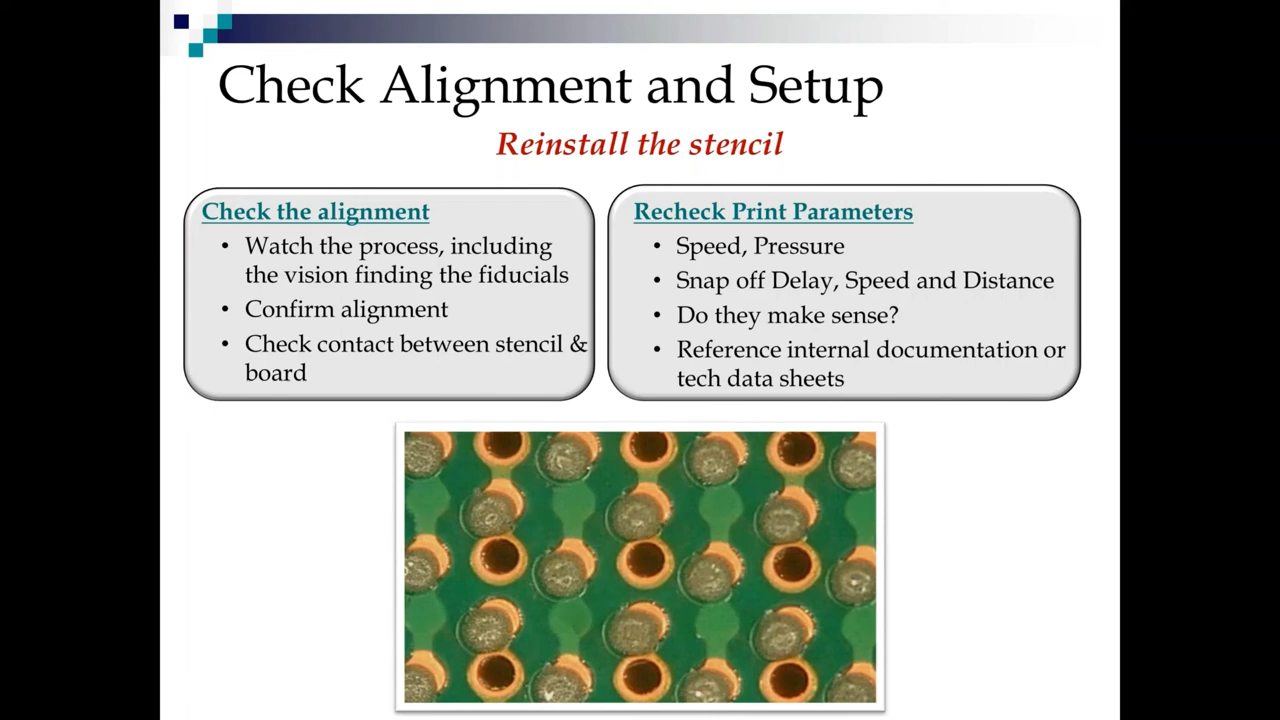 Check Alignment and Setup
Reinstall the stencil
Check the alignment
• Watch the process, including
the vision finding the fiducials
• Confirm alignment
• Check contact between stencil &
board
Recheck Print Parameters
• Speed, Pressure
• Snap off Delay, Speed and Distance
• Do they make sense?
• Reference internal documentation or
tech data sheets